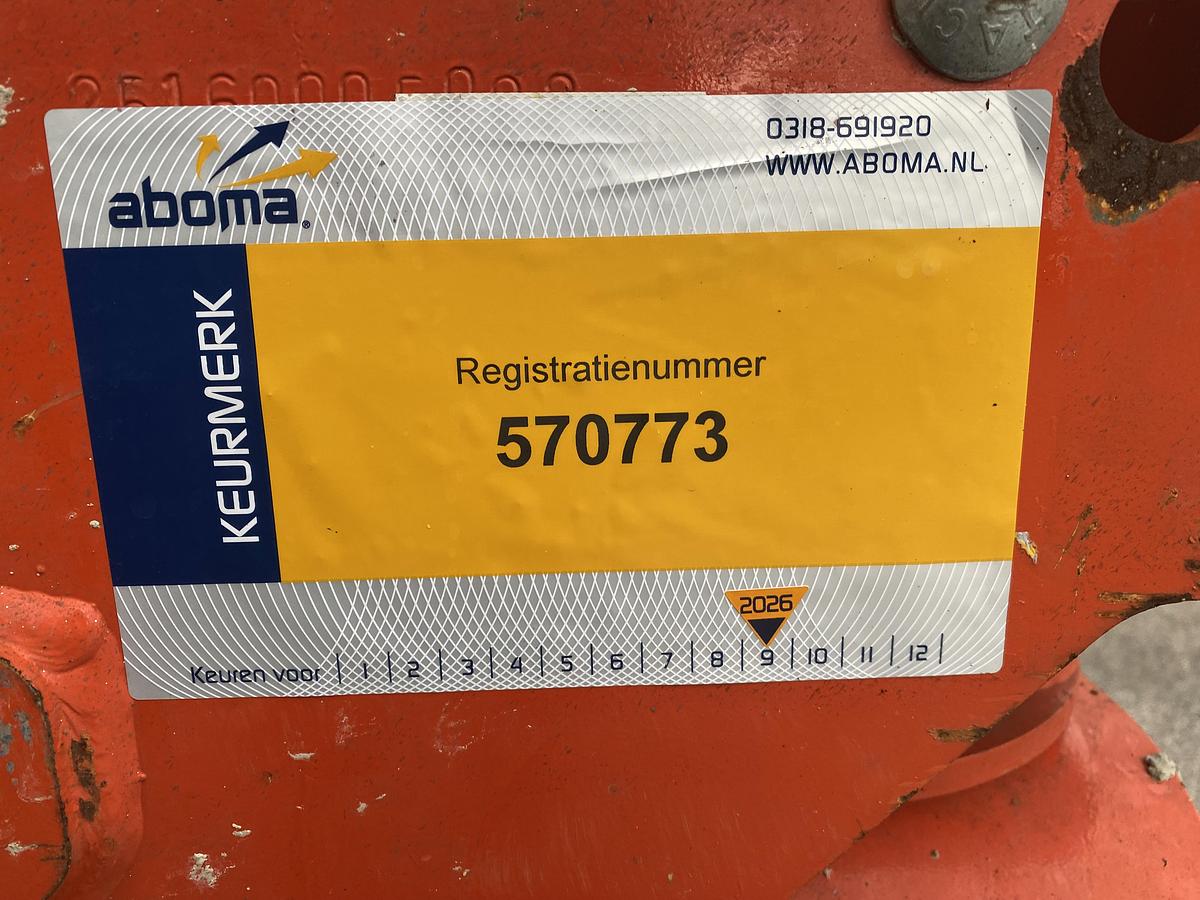 aboma®
0318-691920
WWW.ABOMA.NL
KEURMERK
Registratienummer
570773
2026
Keuren voor 1 2 3 4 5 6 7 8 9 10 11 12